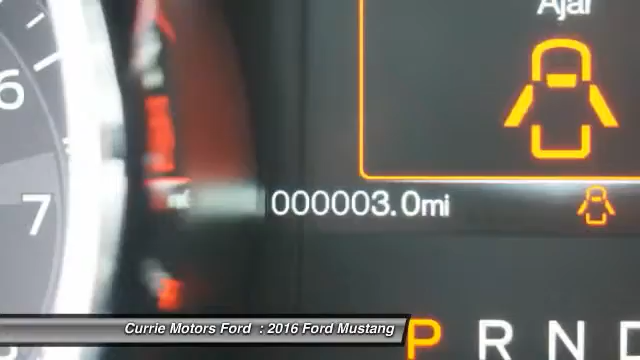 Ajar
6
7
000003.0mi
Currie Motors Ford : 2016 Ford Mustang
P R N D